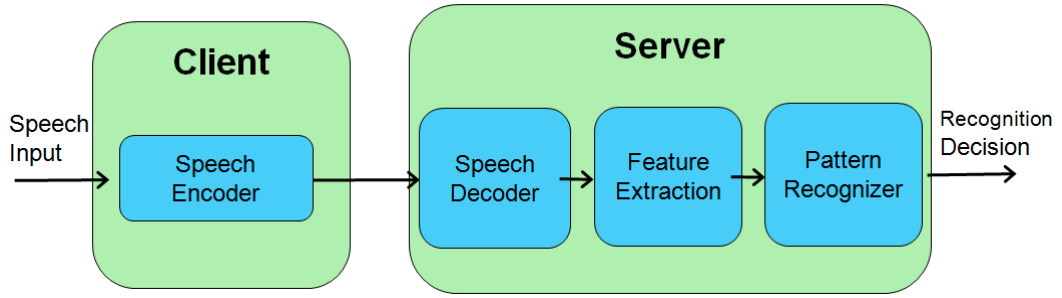 Client
Server
Speech
Input
Speech
Encoder
Speech
Decoder
Feature
Extraction
Pattern
Recognizer
Recognition
Decision